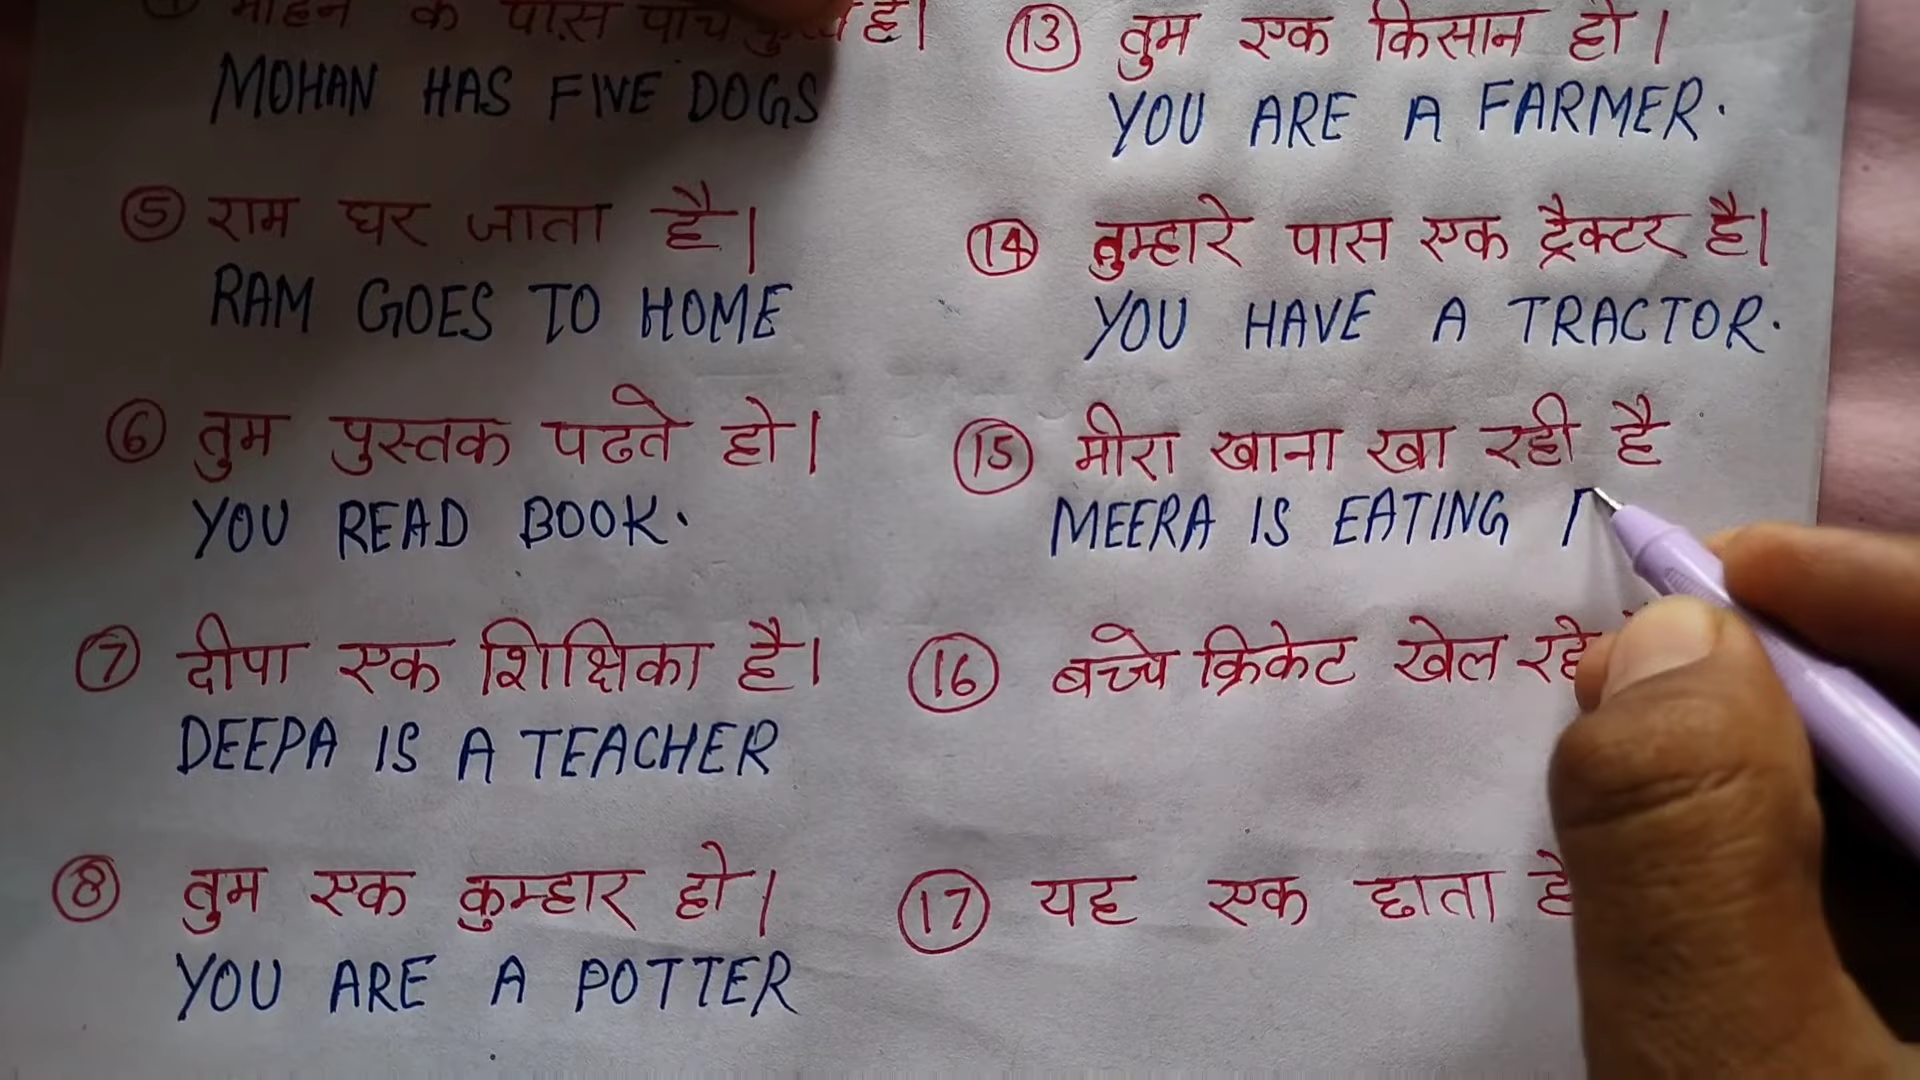 मोहन के पास पांच है।
MOHAN HAS FIVE DOGS
⑤ राम घर जाता है।
RAM GOES TO HOME
⑥ तुम पुस्तक पढते हो।
YOU READ BOOK.
⑦ दीपा एक शिक्षिका है।
DEEPA IS A TEACHER
⑧ तुम एक कुम्हार हो।
YOU ARE A POTTER
⑬ तुम एक किसान हो।
YOU ARE A FARMER.
⑭ तुम्हारे पास एक ट्रैक्टर है।
YOU HAVE A TRACTOR.
⑮ मीरा खाना खा रही है
MEERA IS EATING
⑯ बच्चे क्रिकेट खेल रहे
⑰ यह एक छाता है